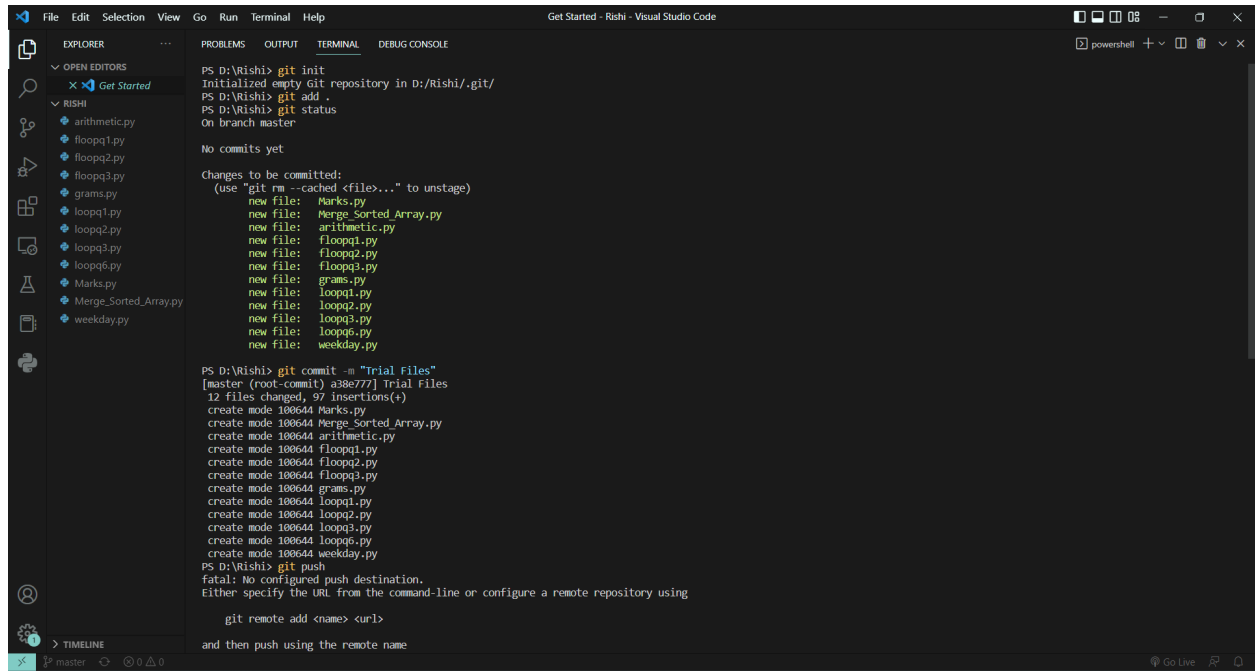 File Edit Selection View Go Run Terminal Help
Get Started - Rishi - Visual Studio Code
EXPLORER
OPEN EDITORS
Get Started
RISHI
arithmetic.py
floopq1.py
floopq2.py
floopq3.py
grams.py
loopq1.py
loopq2.py
loopq3.py
loopq6.py
Marks.py
Merge_Sorted_Array.py
weekday.py
TIMELINE
PROBLEMS OUTPUT TERMINAL DEBUG CONSOLE
powershell
PS D:\Rishi> git init
Initialized empty Git repository in D:/Rishi/.git/
PS D:\Rishi> git add .
PS D:\Rishi> git status
On branch master
No commits yet
Changes to be committed:
  (use "git rm --cached <file>..." to unstage)
        new file:   Marks.py
        new file:   Merge_Sorted_Array.py
        new file:   arithmetic.py
        new file:   floopq1.py
        new file:   floopq2.py
        new file:   floopq3.py
        new file:   grams.py
        new file:   loopq1.py
        new file:   loopq2.py
        new file:   loopq3.py
        new file:   loopq6.py
        new file:   weekday.py
PS D:\Rishi> git commit -m "Trial Files"
[master (root-commit) a38e777] Trial Files
 12 files changed, 97 insertions(+)
 create mode 100644 Marks.py
 create mode 100644 Merge_Sorted_Array.py
 create mode 100644 arithmetic.py
 create mode 100644 floopq1.py
 create mode 100644 floopq2.py
 create mode 100644 floopq3.py
 create mode 100644 grams.py
 create mode 100644 loopq1.py
 create mode 100644 loopq2.py
 create mode 100644 loopq3.py
 create mode 100644 loopq6.py
 create mode 100644 weekday.py
PS D:\Rishi> git push
fatal: No configured push destination.
Either specify the URL from the command-line or configure a remote repository using
    git remote add <name> <url>
and then push using the remote name
1
master 0 0
Go Live